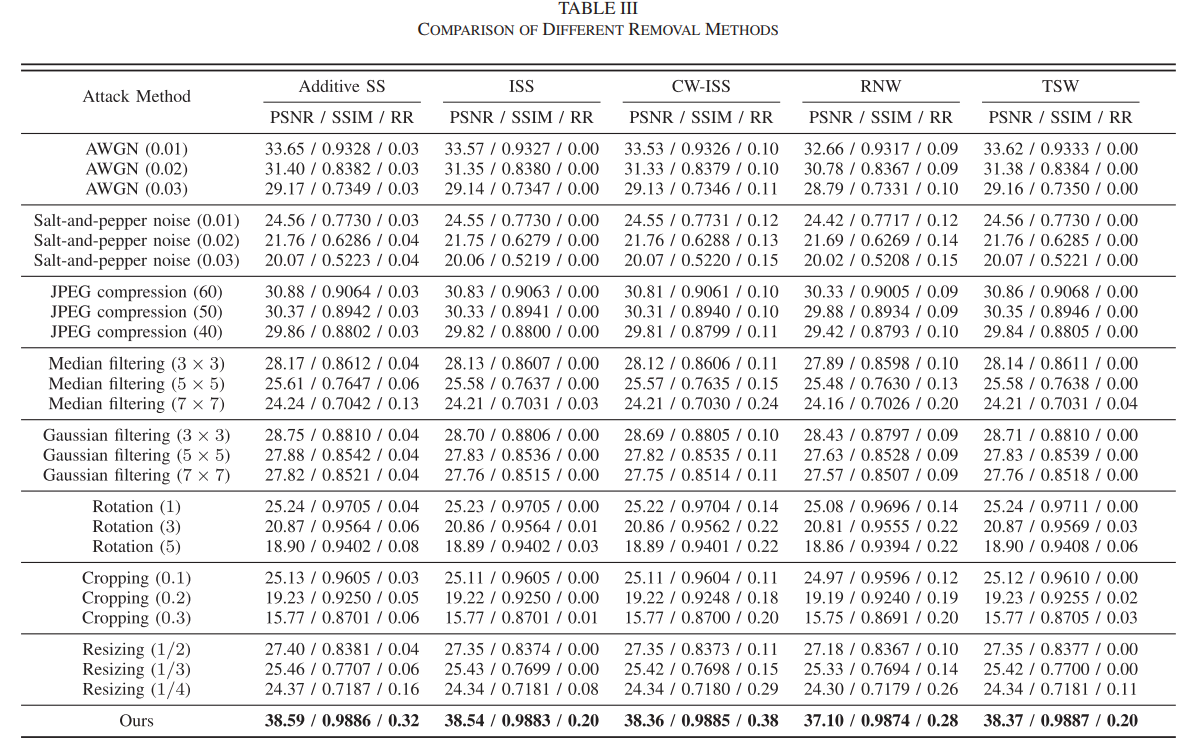 TABLE III
COMPARISON OF DIFFERENT REMOVAL METHODS
Attack Method Additive SS ISS CW-ISS RNW TSW
PSNR / SSIM / RR PSNR / SSIM / RR PSNR / SSIM / RR PSNR / SSIM / RR PSNR / SSIM / RR
AWGN (0.01) 33.65 / 0.9328 / 0.03 33.57 / 0.9327 / 0.00 33.53 / 0.9326 / 0.10 32.66 / 0.9317 / 0.09 33.62 / 0.9333 / 0.00
AWGN (0.02) 31.40 / 0.8382 / 0.03 31.35 / 0.8380 / 0.00 31.33 / 0.8379 / 0.10 30.78 / 0.8367 / 0.09 31.38 / 0.8384 / 0.00
AWGN (0.03) 29.17 / 0.7349 / 0.03 29.14 / 0.7347 / 0.00 29.13 / 0.7346 / 0.11 28.79 / 0.7331 / 0.10 29.16 / 0.7350 / 0.00
Salt-and-pepper noise (0.01) 24.56 / 0.7730 / 0.03 24.55 / 0.7730 / 0.00 24.55 / 0.7731 / 0.12 24.42 / 0.7717 / 0.12 24.56 / 0.7730 / 0.00
Salt-and-pepper noise (0.02) 21.76 / 0.6286 / 0.04 21.75 / 0.6279 / 0.00 21.76 / 0.6288 / 0.13 21.69 / 0.6269 / 0.14 21.76 / 0.6285 / 0.00
Salt-and-pepper noise (0.03) 20.07 / 0.5223 / 0.04 20.06 / 0.5219 / 0.00 20.07 / 0.5220 / 0.15 20.02 / 0.5208 / 0.15 20.07 / 0.5221 / 0.00
JPEG compression (60) 30.88 / 0.9064 / 0.03 30.83 / 0.9063 / 0.00 30.81 / 0.9061 / 0.10 30.33 / 0.9005 / 0.09 30.86 / 0.9068 / 0.00
JPEG compression (50) 30.37 / 0.8942 / 0.03 30.33 / 0.8941 / 0.00 30.31 / 0.8940 / 0.10 29.88 / 0.8934 / 0.09 30.35 / 0.8946 / 0.00
JPEG compression (40) 29.86 / 0.8802 / 0.03 29.82 / 0.8800 / 0.00 29.81 / 0.8799 / 0.11 29.42 / 0.8793 / 0.10 29.84 / 0.8805 / 0.00
Median filtering (3 × 3) 28.17 / 0.8612 / 0.04 28.13 / 0.8607 / 0.00 28.12 / 0.8606 / 0.11 27.89 / 0.8598 / 0.10 28.14 / 0.8611 / 0.00
Median filtering (5 × 5) 25.61 / 0.7647 / 0.06 25.58 / 0.7637 / 0.00 25.57 / 0.7635 / 0.15 25.48 / 0.7630 / 0.13 25.58 / 0.7638 / 0.00
Median filtering (7 × 7) 24.24 / 0.7042 / 0.13 24.21 / 0.7031 / 0.03 24.21 / 0.7030 / 0.24 24.16 / 0.7026 / 0.20 24.21 / 0.7031 / 0.04
Gaussian filtering (3 × 3) 28.75 / 0.8810 / 0.04 28.70 / 0.8806 / 0.00 28.69 / 0.8805 / 0.10 28.43 / 0.8797 / 0.09 28.71 / 0.8810 / 0.00
Gaussian filtering (5 × 5) 27.88 / 0.8542 / 0.04 27.83 / 0.8536 / 0.00 27.82 / 0.8535 / 0.11 27.63 / 0.8528 / 0.09 27.83 / 0.8539 / 0.00
Gaussian filtering (7 × 7) 27.82 / 0.8521 / 0.04 27.76 / 0.8515 / 0.00 27.75 / 0.8514 / 0.11 27.57 / 0.8507 / 0.09 27.76 / 0.8518 / 0.00
Rotation (1) 25.24 / 0.9705 / 0.04 25.23 / 0.9705 / 0.00 25.22 / 0.9704 / 0.14 25.08 / 0.9696 / 0.14 25.24 / 0.9711 / 0.00
Rotation (3) 20.87 / 0.9564 / 0.06 20.86 / 0.9564 / 0.01 20.86 / 0.9562 / 0.22 20.81 / 0.9555 / 0.22 20.87 / 0.9569 / 0.03
Rotation (5) 18.90 / 0.9402 / 0.08 18.89 / 0.9402 / 0.03 18.89 / 0.9401 / 0.22 18.86 / 0.9394 / 0.22 18.90 / 0.9408 / 0.06
Cropping (0.1) 25.13 / 0.9605 / 0.03 25.11 / 0.9605 / 0.00 25.11 / 0.9604 / 0.11 24.97 / 0.9596 / 0.12 25.12 / 0.9610 / 0.00
Cropping (0.2) 19.23 / 0.9250 / 0.05 19.22 / 0.9250 / 0.00 19.22 / 0.9248 / 0.18 19.19 / 0.9240 / 0.19 19.23 / 0.9255 / 0.02
Cropping (0.3) 15.77 / 0.8701 / 0.06 15.77 / 0.8701 / 0.01 15.77 / 0.8700 / 0.20 15.75 / 0.8691 / 0.20 15.77 / 0.8705 / 0.03
Resizing (1/2) 27.40 / 0.8381 / 0.04 27.35 / 0.8374 / 0.00 27.35 / 0.8373 / 0.11 27.18 / 0.8367 / 0.10 27.35 / 0.8377 / 0.00
Resizing (1/3) 25.46 / 0.7707 / 0.06 25.43 / 0.7699 / 0.00 25.42 / 0.7698 / 0.15 25.33 / 0.7694 / 0.14 25.42 / 0.7700 / 0.00
Resizing (1/4) 24.37 / 0.7187 / 0.16 24.34 / 0.7181 / 0.08 24.34 / 0.7180 / 0.29 24.30 / 0.7179 / 0.26 24.34 / 0.7181 / 0.11
Ours 38.59 / 0.9886 / 0.32 38.54 / 0.9883 / 0.20 38.36 / 0.9885 / 0.38 37.10 / 0.9874 / 0.28 38.37 / 0.9887 / 0.20